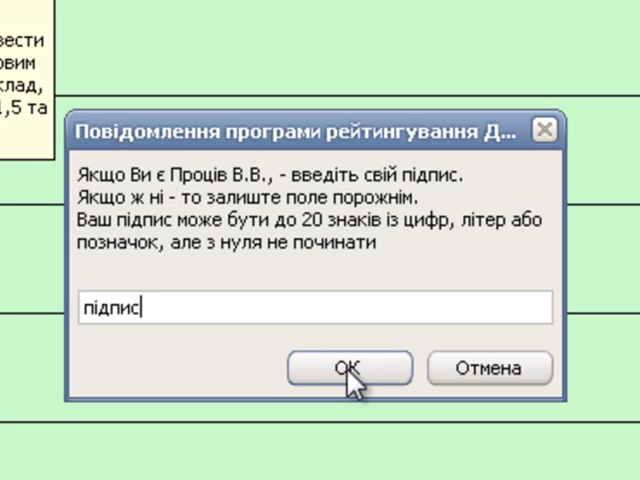 вести
овим
клад,
1,5 та
Повідомлення програми рейтингування Д...
Якщо Ви є Проців В.В., - введіть свій підпис.
Якщо ж ні - то залиште поле порожнім.
Ваш підпис може бути до 20 знаків із цифр, літер або
позначок, але з нуля не починати
підпис
ОК
Отмена